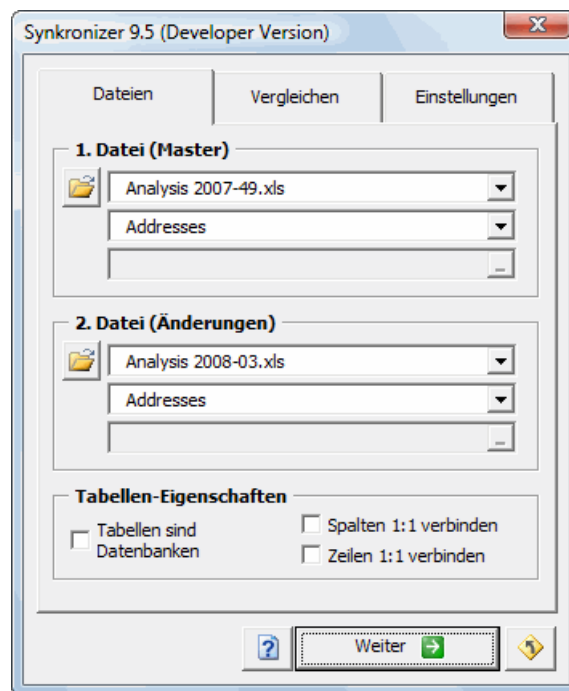 Synkronizer 9.5 (Developer Version)
Dateien
Vergleichen
Einstellungen
1. Datei (Master)
Analysis 2007-49.xls
Addresses
2. Datei (Änderungen)
Analysis 2008-03.xls
Addresses
Tabellen-Eigenschaften
Tabellen sind
Datenbanken
Spalten 1:1 verbinden
Zeilen 1:1 verbinden
Weiter